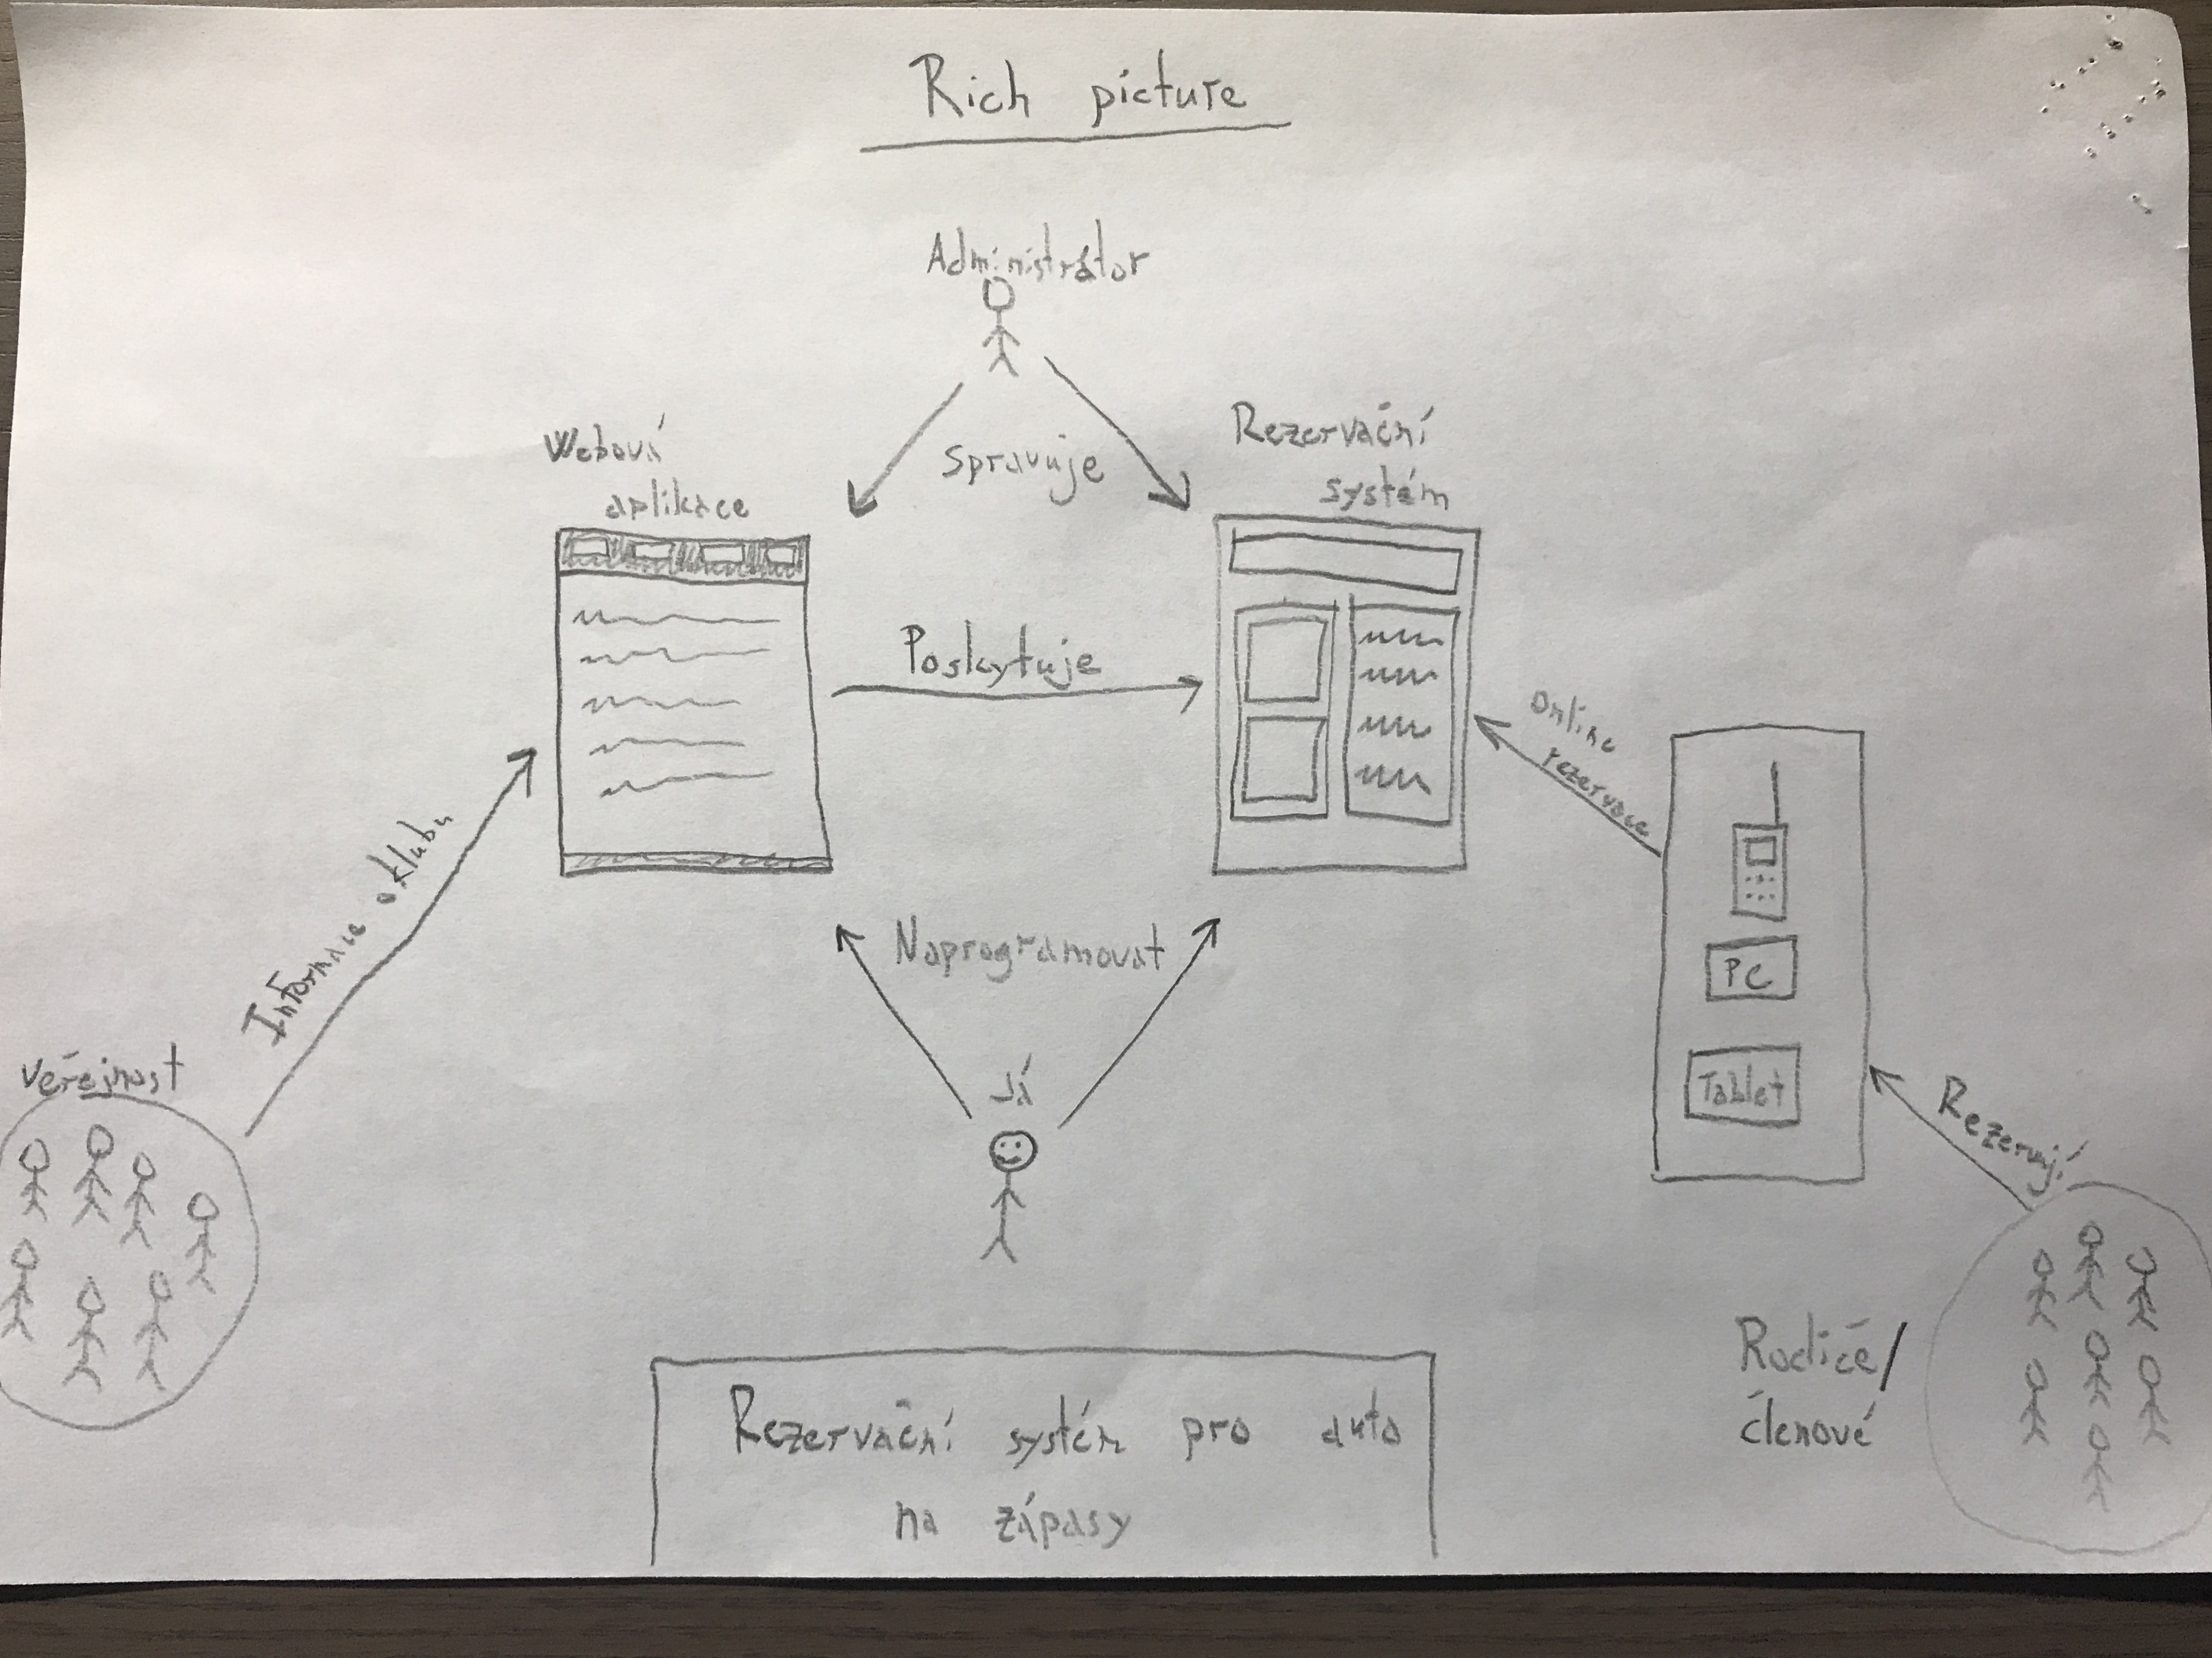 Rich picture
Administrátor
Webová
aplikace
spravuje
Rezervační
systém
Poskytuje
Online
rezervace
Informace o klubu
Naprogramovat
PC
Tablet
Veřejnost
Já
Rezervují
Rodiče/
členové
Rezervační systém pro auto
na zápasy